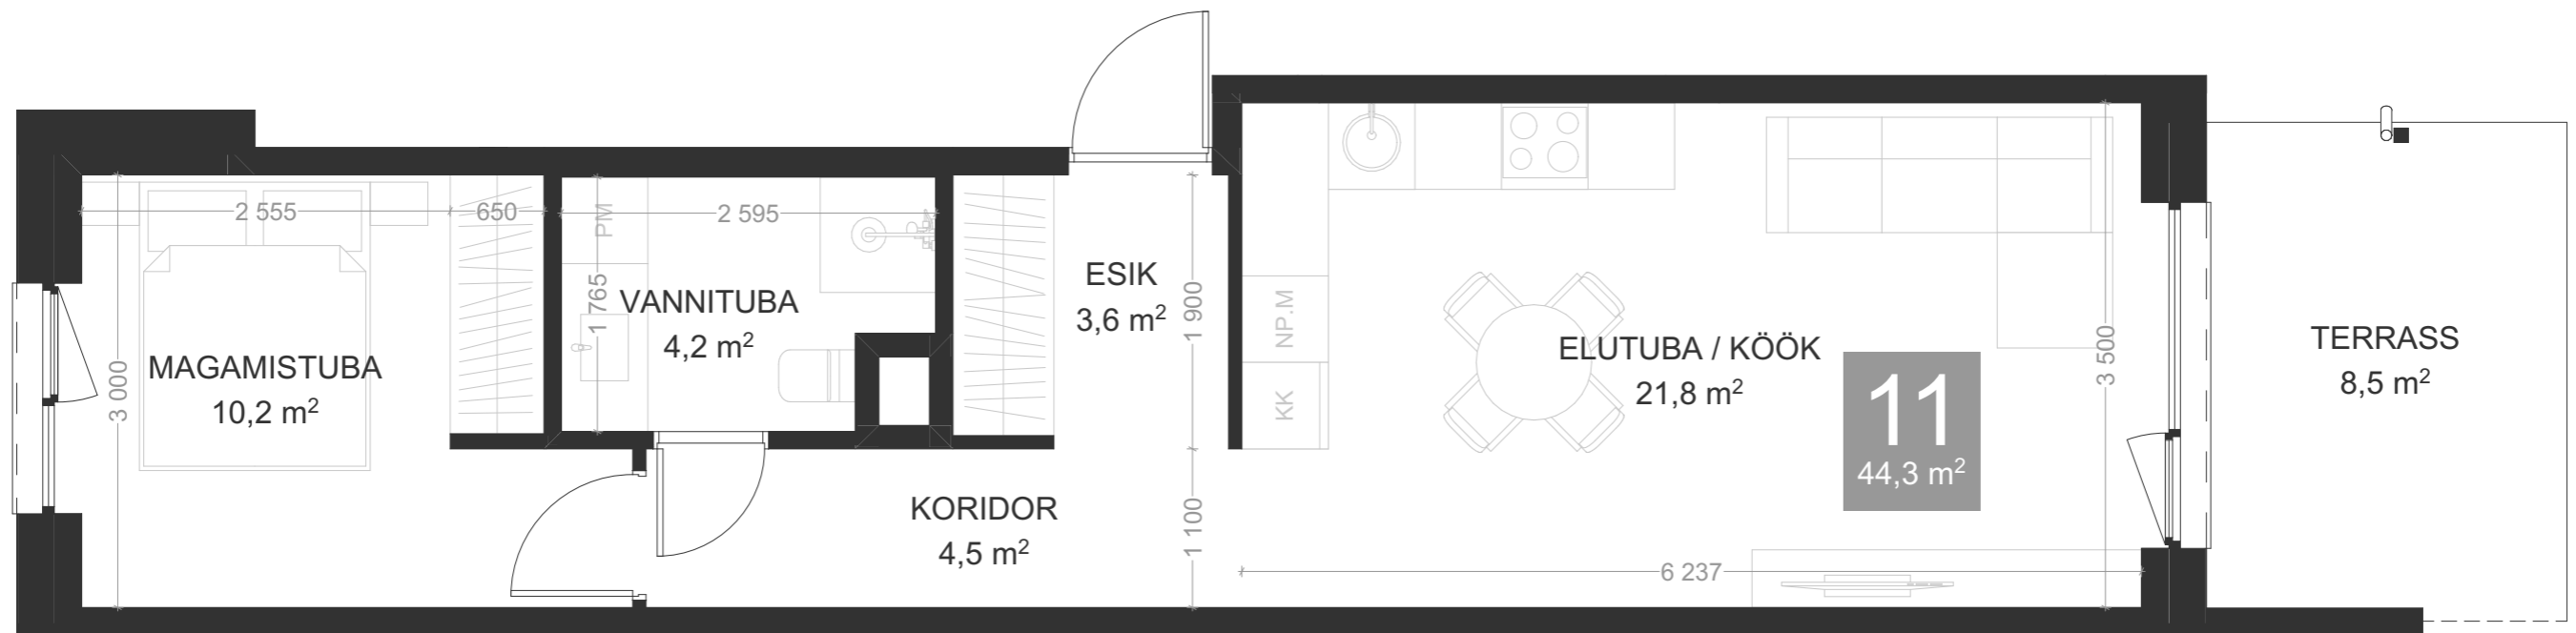 2 555
650
3 000
MAGAMISTUBA
10,2 m²
PM
2 595
1 765
VANNITUBA
4,2 m²
ESIK
3,6 m²
1 900
KORIDOR
4,5 m²
1 100
NP.M
KK
ELUTUBA / KÖÖK
21,8 m²
11
44,3 m²
3 500
6 237
TERRASS
8,5 m²